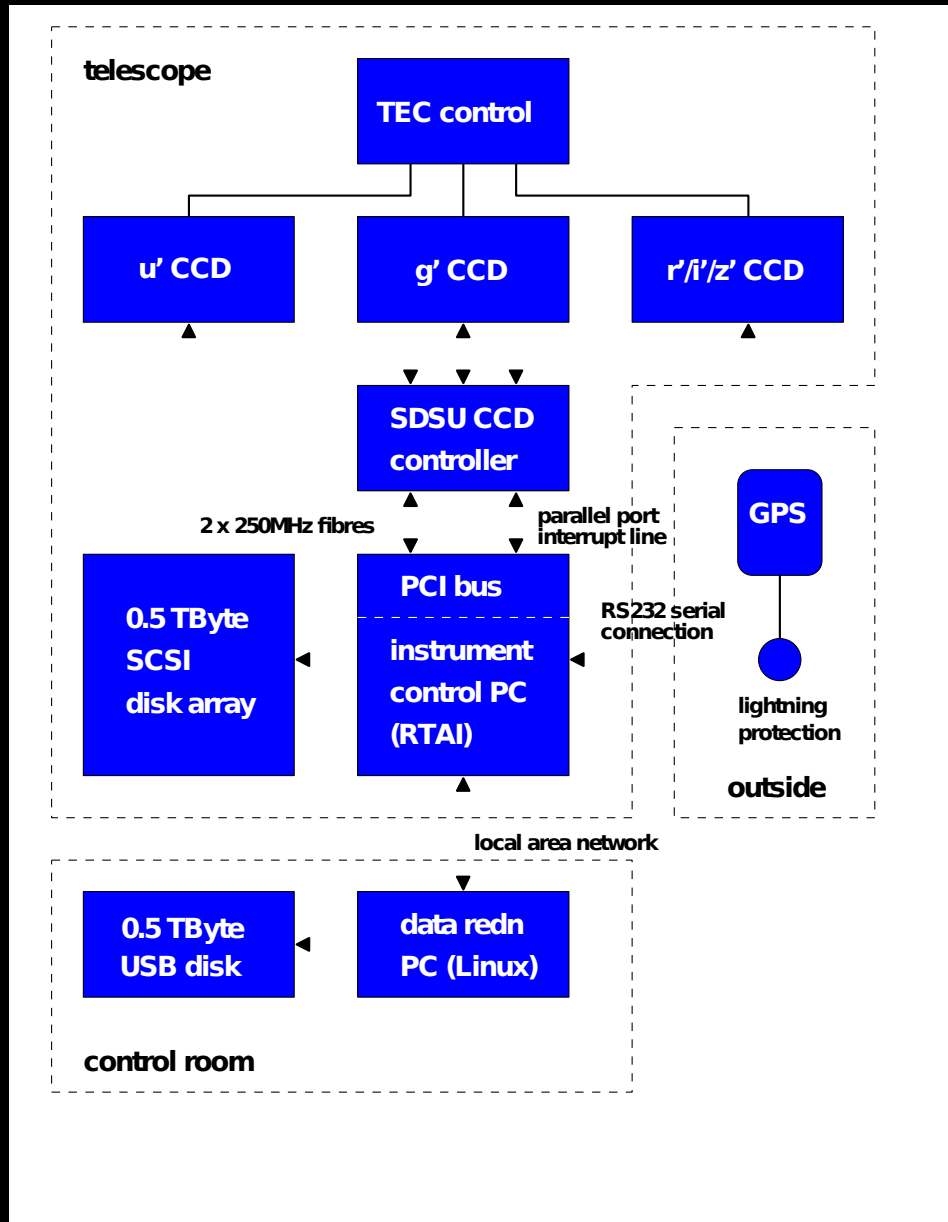 telescope
TEC control
u’ CCD
g’ CCD
r’/i’/z’ CCD
SDSU CCD
controller
2 x 250MHz fibres
parallel port
interrupt line
GPS
PCI bus
RS232 serial
connection
0.5 TByte
SCSI
disk array
instrument
control PC
(RTAI)
lightning
protection
outside
local area network
0.5 TByte
USB disk
data redn
PC (Linux)
control room